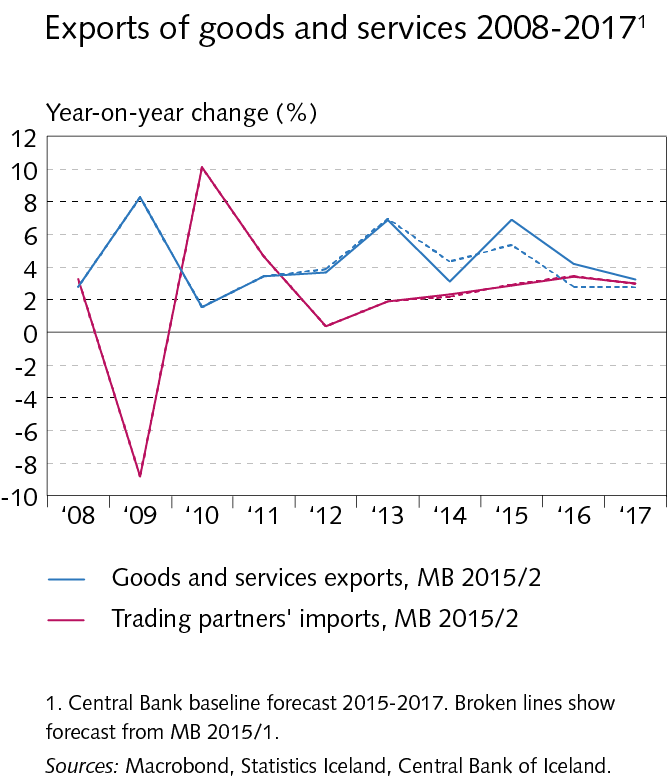 Exports of goods and services 2008-2017¹
Year-on-year change (%)
12
10
8
6
4
2
0
-2
-4
-6
-8
-10
‘08 ‘09 ‘10 ‘11 ‘12 ‘13 ‘14 ‘15 ‘16 ‘17
Goods and services exports, MB 2015/2
Trading partners' imports, MB 2015/2
1. Central Bank baseline forecast 2015-2017. Broken lines show
forecast from MB 2015/1.
Sources: Macrobond, Statistics Iceland, Central Bank of Iceland.